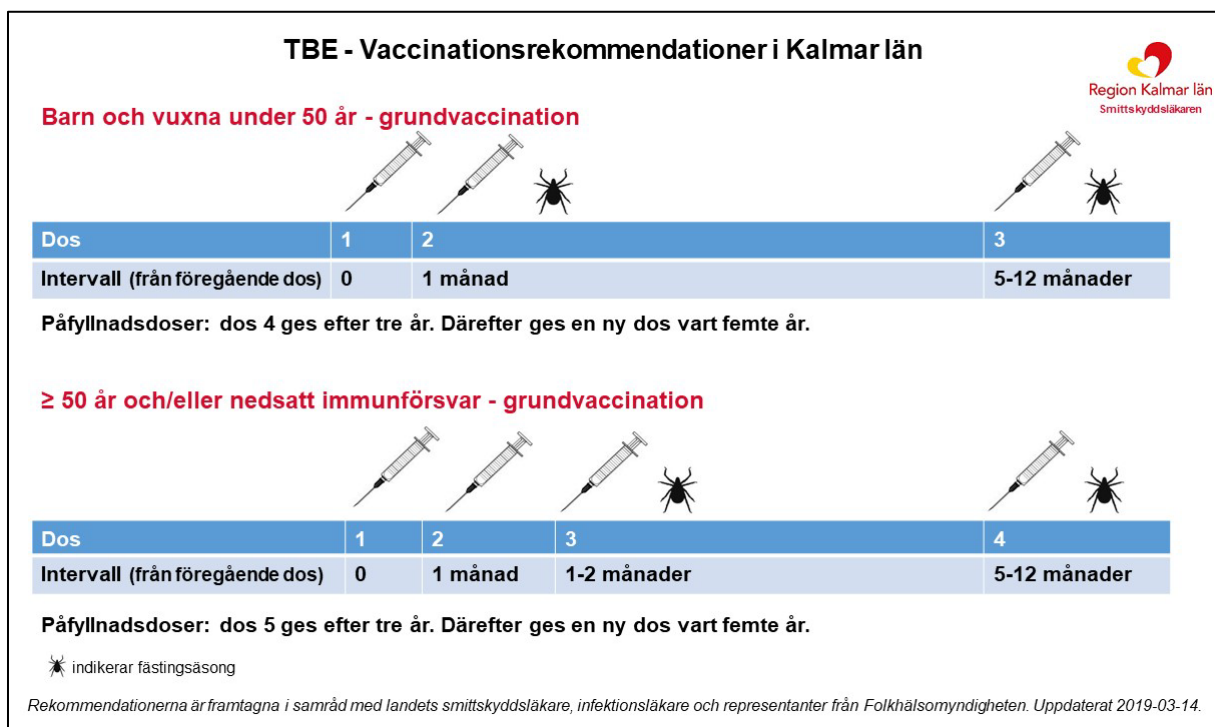 TBE - Vaccinationsrekommendationer i Kalmar län
Region Kalmar län
Smittskyddsläkaren
Barn och vuxna under 50 år - grundvaccination
Dos 1 2 3
Intervall (från föregående dos) 0 1 månad 5-12 månader
Påfyllnadsdoser: dos 4 ges efter tre år. Därefter ges en ny dos vart femte år.
≥ 50 år och/eller nedsatt immunförsvar - grundvaccination
Dos 1 2 3 4
Intervall (från föregående dos) 0 1 månad 1-2 månader 5-12 månader
Påfyllnadsdoser: dos 5 ges efter tre år. Därefter ges en ny dos vart femte år.
indikerar fästingsäsong
Rekommendationerna är framtagna i samråd med landets smittskyddsläkare, infektionsläkare och representanter från Folkhälsomyndigheten. Uppdaterat 2019-03-14.